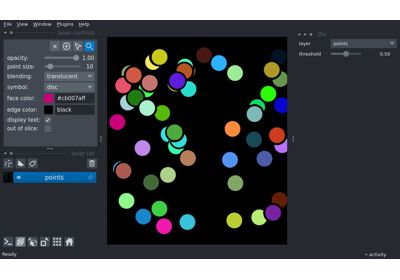 File View Window Plugins Help
layer controls
opacity: 1.00
point size: 10
blending: translucent
symbol: disc
face color: #cb007aff
edge color: black
display text:
out of slice:
layer list
points
Ready
layer points
threshold 0.50
activity